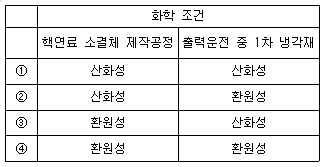 화학 조건
핵연료 소결체 제작공정 출력운전 중 1차 냉각재
① 산화성 산화성
② 산화성 환원성
③ 환원성 산화성
④ 환원성 환원성